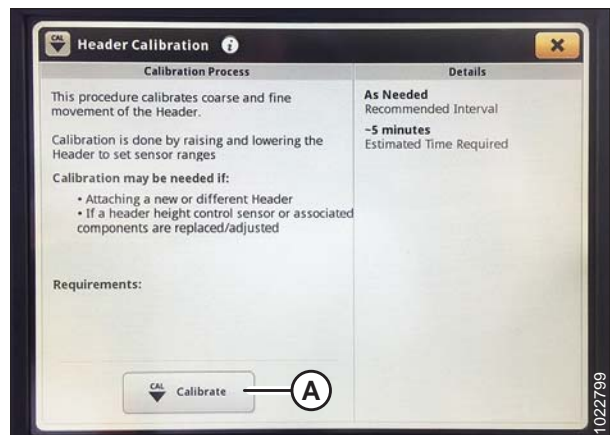 CAL Header Calibration i X
Calibration Process
This procedure calibrates coarse and fine
movement of the Header.
Calibration is done by raising and lowering the
Header to set sensor ranges
Calibration may be needed if:
• Attaching a new or different Header
• If a header height control sensor or associated
components are replaced/adjusted
Requirements:
CAL Calibrate
A
Details
As Needed
Recommended Interval
~5 minutes
Estimated Time Required
1022799